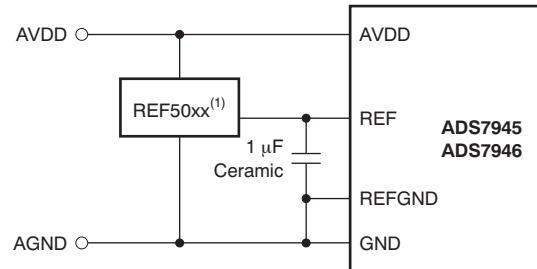 AVDD
AVDD
REF50xx(1)
REF
ADS7945
ADS7946
1 μF
Ceramic
REFGND
AGND
GND